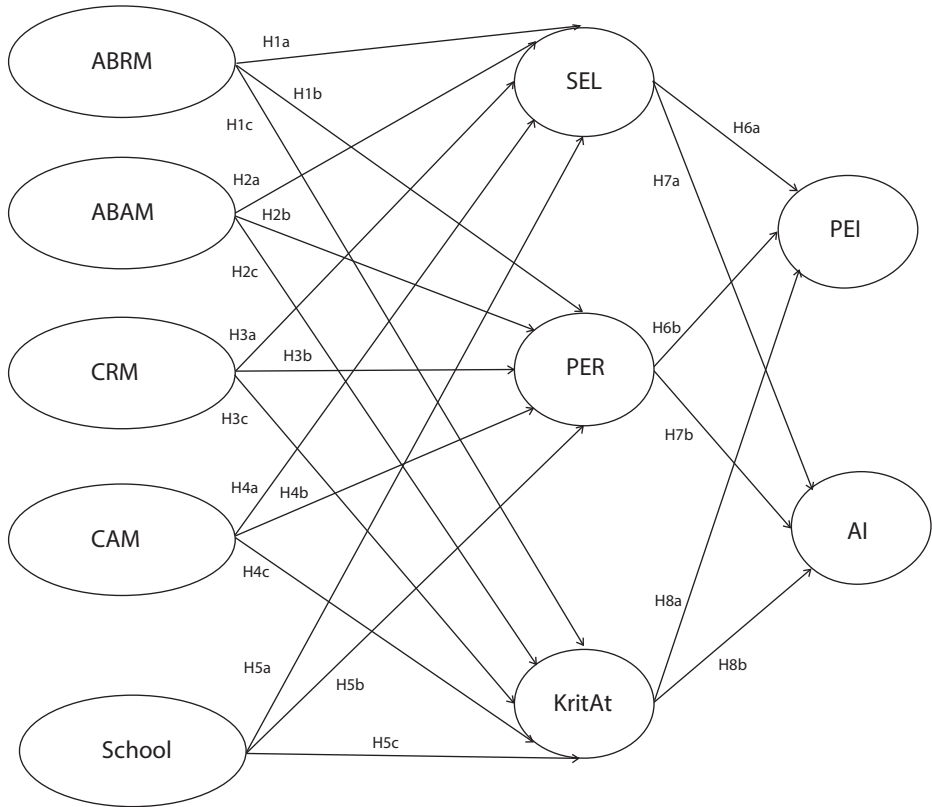 ABRM
H1a
H1b
H1c
SEL
H6a
H7a
ABAM
H2a
H2b
H2c
PEI
CRM
H3a
H3b
H3c
PER
H6b
H7b
CAM
H4a
H4b
H4c
AI
School
H5a
H5b
H5c
KritAt
H8a
H8b